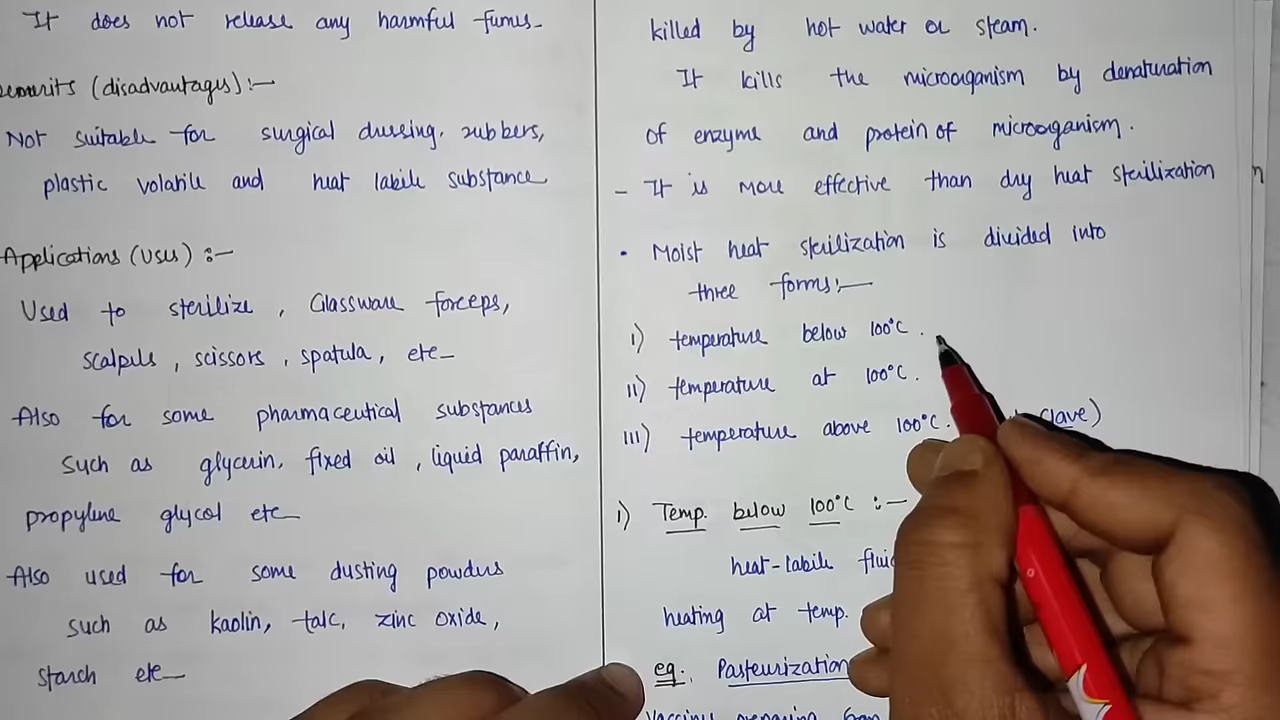 It does not release any harmful fumes
(disadvantages) :-
Not suitable for surgical dressing, rubbers,
plastic volatile and heat labile substance
Applications (uses) :-
Used to sterilize, Glassware forceps,
scalpels, scissors, spatula, etc
Also for some pharmaceutical substances
such as glycerin, fixed oil, liquid paraffin,
propylene glycol etc
Also used for some dusting powders
such as kaolin, talc, zinc oxide,
starch etc
killed by hot water or steam.
It kills the microorganism by denaturation
of enzyme and protein of microorganism.
- It is more effective than dry heat sterilization
• Moist heat sterilization is divided into
three forms:-
i) temperature below 100°C.
ii) temperature at 100°C.
iii) temperature above 100°C. clave)
i) Temp. below 100°C :-
heat-labile
heating at temp.
eg:. Pasteurization